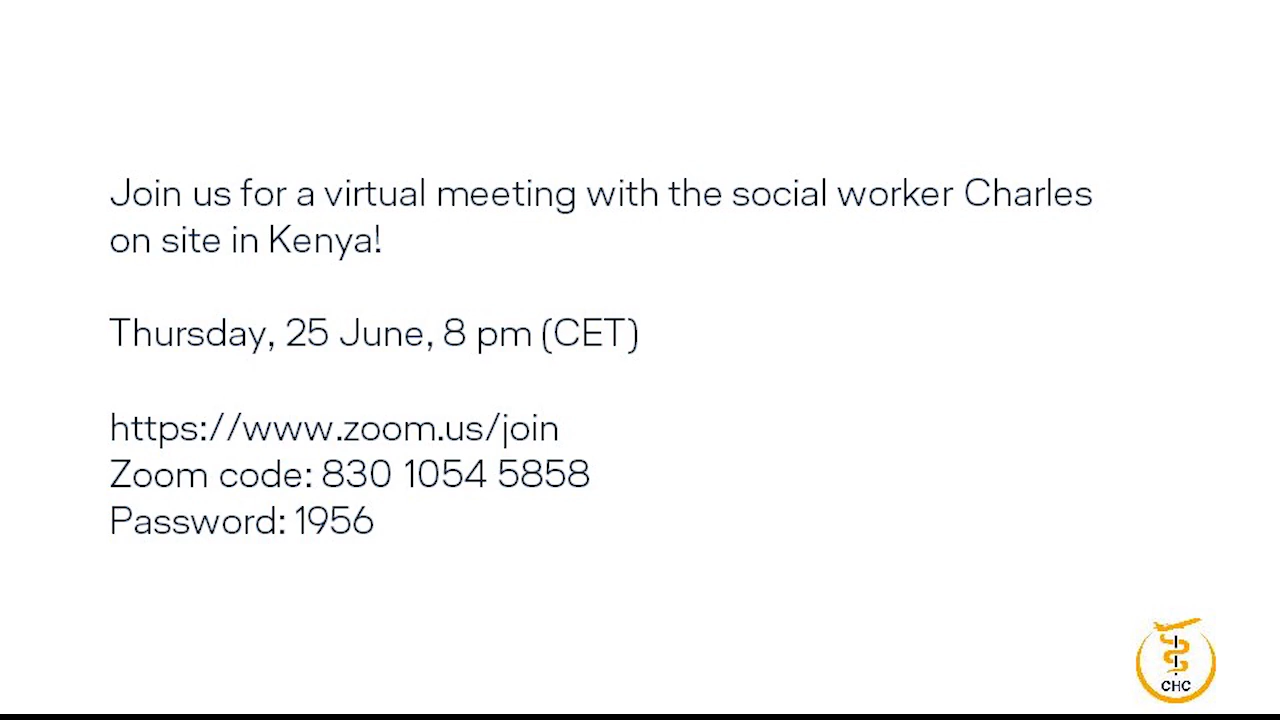 Join us for a virtual meeting with the social worker Charles
on site in Kenya!
Thursday, 25 June, 8 pm (CET)
https://www.zoom.us/join
Zoom code: 830 1054 5858
Password: 1956
CHC